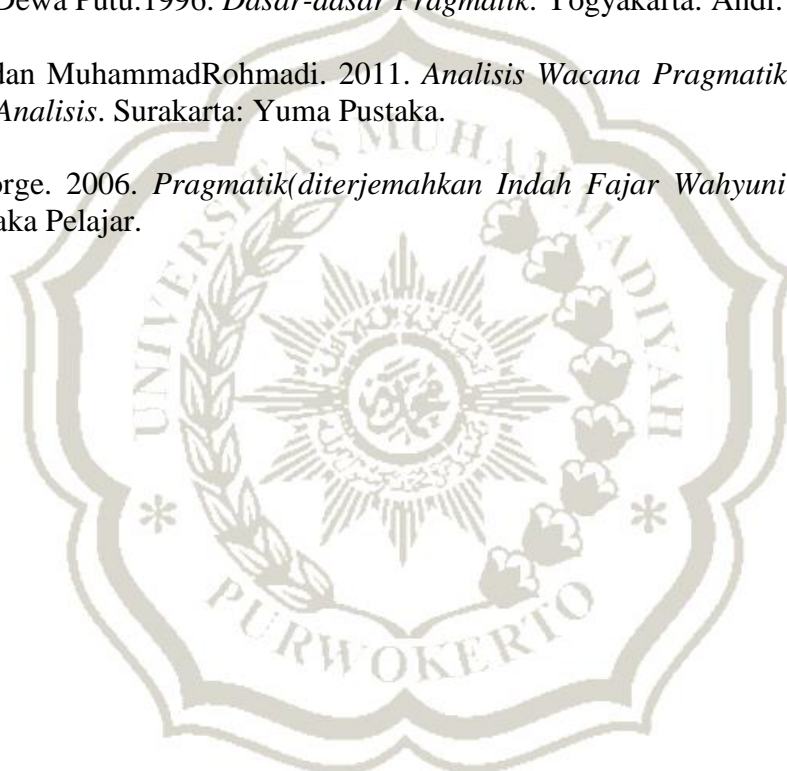 Dewa Putu.1996. Dasar-dasar Pragmatik. Yogyakarta: Andi.
dan MuhammadRohmadi. 2011. Analisis Wacana Pragmatik
Analisis. Surakarta: Yuma Pustaka.
orge. 2006. Pragmatik(diterjemahkan Indah Fajar Wahyuni
aka Pelajar.
UNIVERSITAS MUHAMMADIYAH
PURWOKERTO